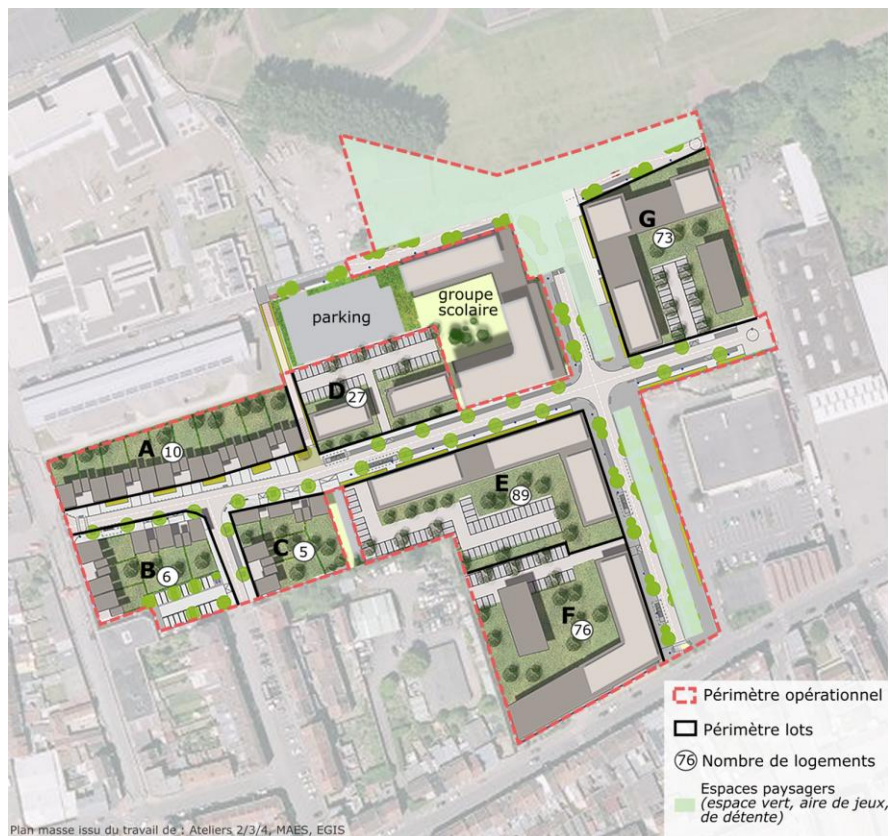 G
73
groupe
scolaire
parking
D
27
A
10
E
89
C
5
B
6
F
76
Périmètre opérationnel
Périmètre lots
76 Nombre de logements
Espaces paysagers
(espace vert, aire de jeux,
de détente)
Plan masse issu du travail de : Ateliers 2/3/4, MAES, EGIS